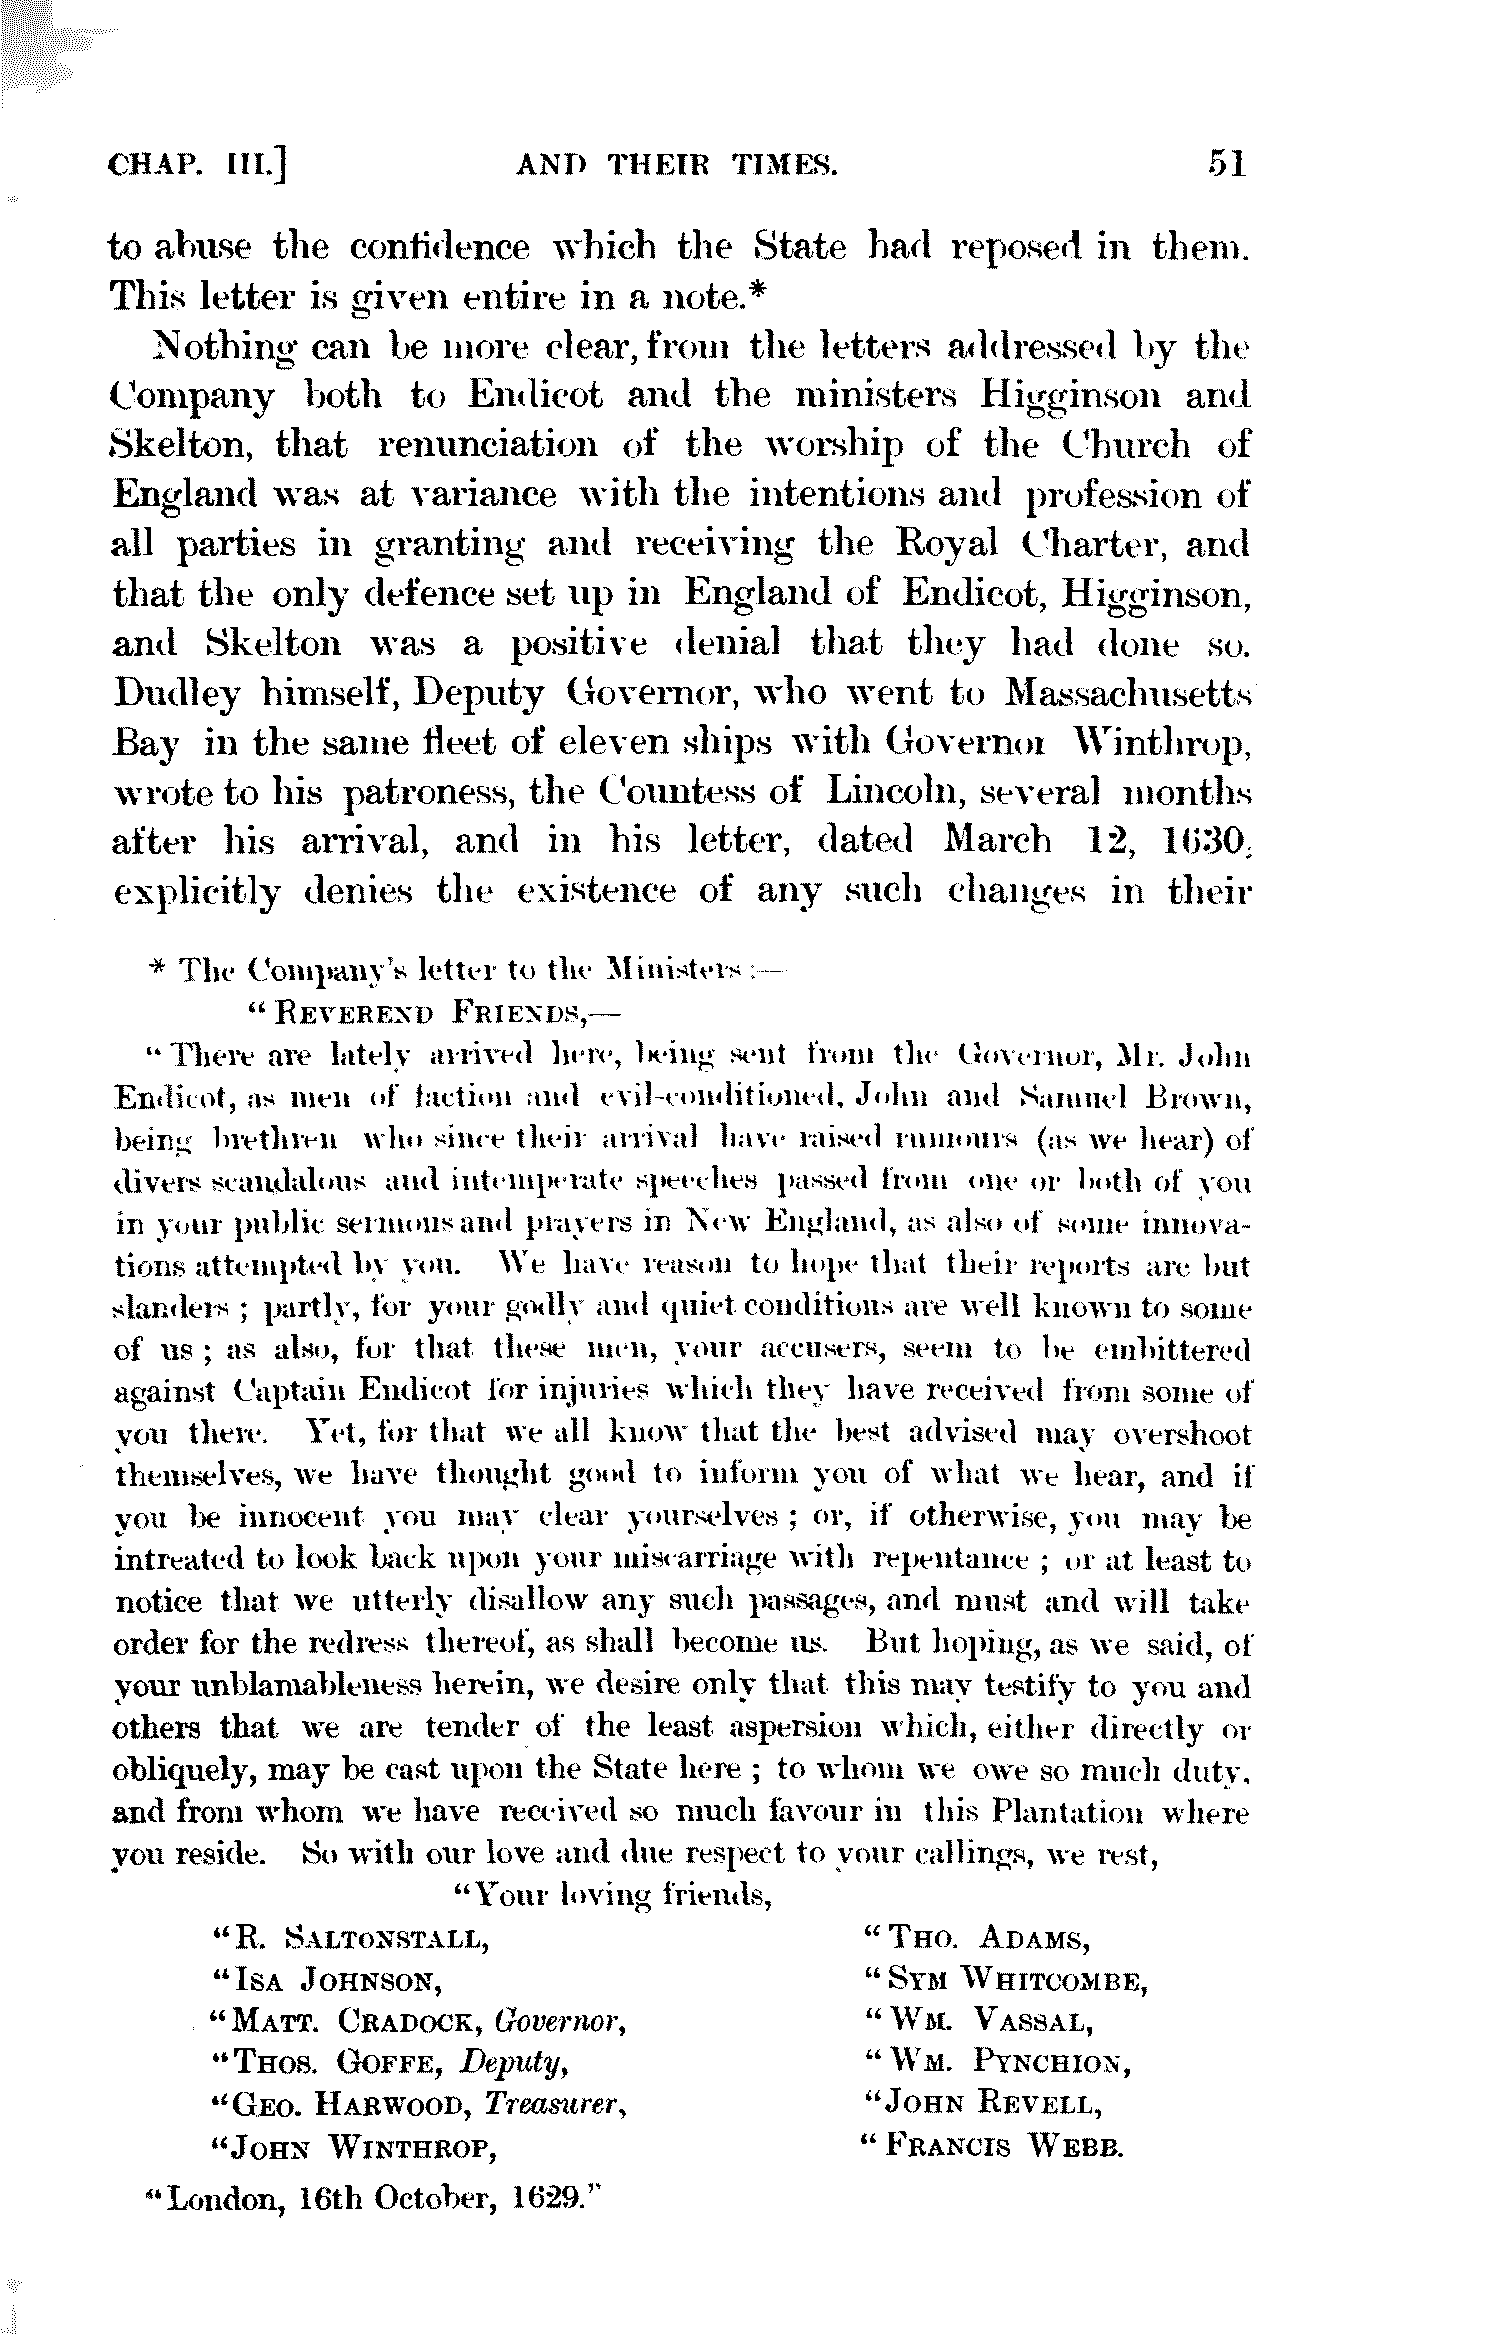 CHAP. III.] AND THEIR TIMES. 51
to abuse the confidence which the State had reposed in them.
This letter is given entire in a note.*
Nothing can be more clear, from the letters addressed by the
Company both to Endicot and the ministers Higginson and
Skelton, that renunciation of the worship of the Church of
England was at variance with the intentions and profession of
all parties in granting and receiving the Royal Charter, and
that the only defence set up in England of Endicot, Higginson,
and Skelton was a positive denial that they had done so.
Dudley himself, Deputy Governor, who went to Massachusetts
Bay in the same fleet of eleven ships with Governor Winthrop,
wrote to his patroness, the Countess of Lincoln, several months
after his arrival, and in his letter, dated March 12, 1630,
explicitly denies the existence of any such changes in their
* The Company's letter to the Ministers:—
"REVEREND FRIENDS,—
"There are lately arrived here, being sent from the Governor, Mr. John
Endicot, as men of faction and evil-conditioned, John and Samuel Brown,
being brethren who since their arrival have raised rumours (as we hear) of
divers scandalous and intemperate speeches passed from one or both of you
in your public sermons and prayers in New England, as also of some innova-
tions attempted by you. We have reason to hope that their reports are but
slanders; partly, for your godly and quiet conditions are well known to some
of us; as also, for that these men, your accusers, seem to be embittered
against Captain Endicot for injuries which they have received from some of
you there. Yet, for that we all know that the best advised may overshoot
themselves, we have thought good to inform you of what we hear, and if
you be innocent you may clear yourselves; or, if otherwise, you may be
intreated to look back upon your miscarriage with repentance; or at least to
notice that we utterly disallow any such passages, and must and will take
order for the redress thereof, as shall become us. But hoping, as we said, of
your unblamableness herein, we desire only that this may testify to you and
others that we are tender of the least aspersion which, either directly or
obliquely, may be cast upon the State here; to whom we owe so much duty,
and from whom we have received so much favour in this Plantation where
you reside. So with our love and due respect to your callings, we rest,
"Your loving friends,
"R. SALTONSTALL, "THO. ADAMS,
"ISA JOHNSON, "SYM WHITCOMBE,
"MATT. CRADOCK, Governor, "WM. VASSAL,
"THOS. GOFFE, Deputy, "WM. PYNCHION,
"GEO. HARWOOD, Treasurer, "JOHN REVELL,
"JOHN WINTHROP, "FRANCIS WEBB.
"London, 16th October, 1629."